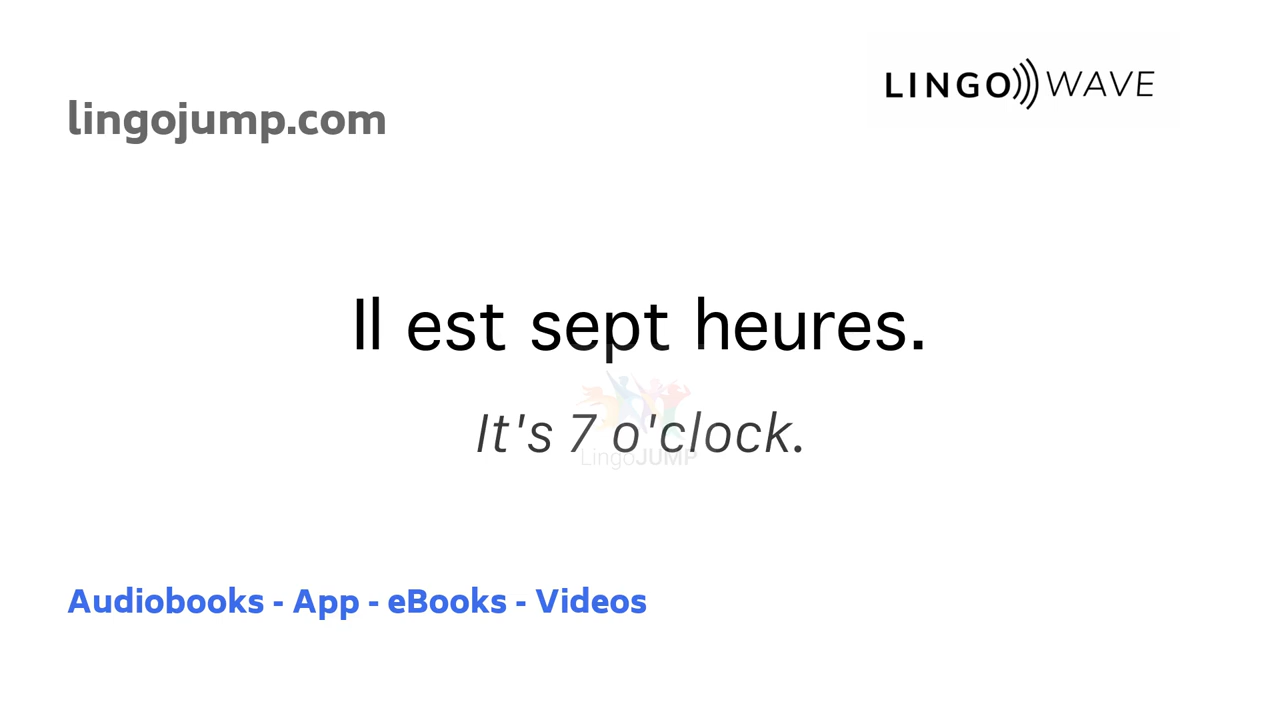 LINGO WAVE
lingojump.com
Il est sept heures.
It's 7 o'clock.
LingoJUMP
Audiobooks - App - eBooks - Videos